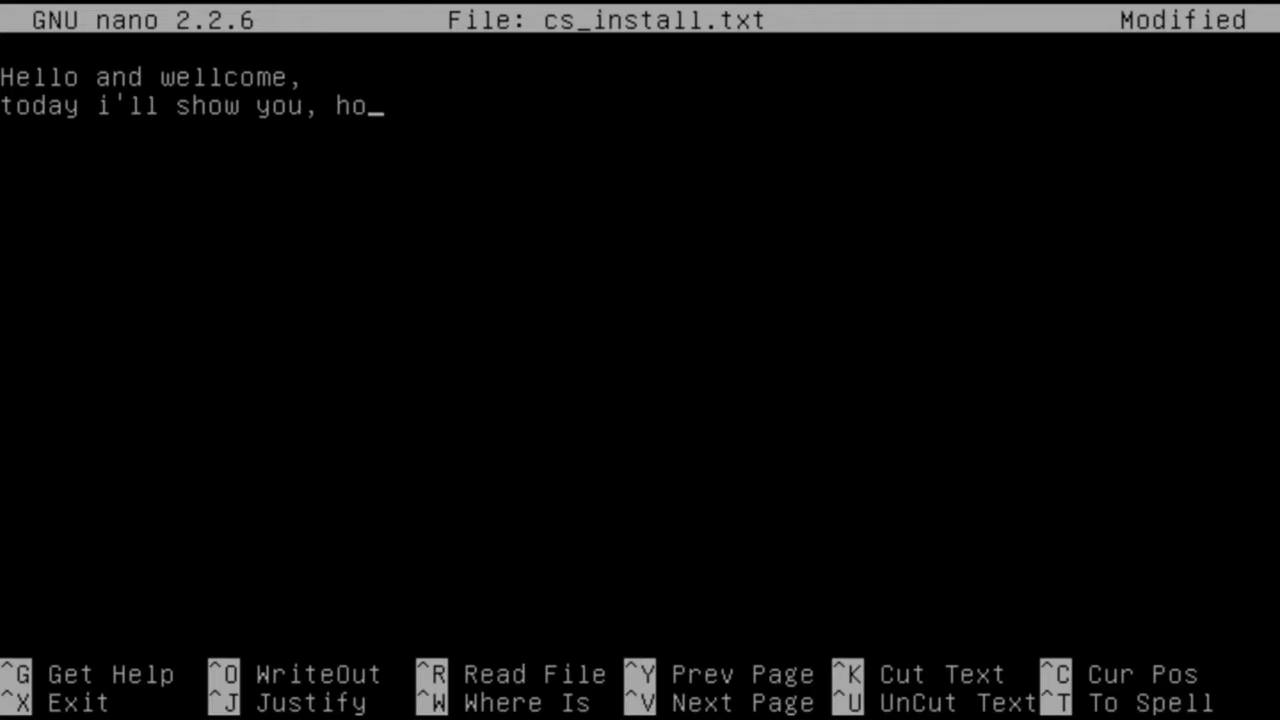 GNU nano 2.2.6 File: cs_install.txt Modified
Hello and wellcome,
today i'll show you, ho_
^G Get Help ^O WriteOut ^R Read File ^Y Prev Page ^K Cut Text ^C Cur Pos
^X Exit ^J Justify ^W Where Is ^V Next Page ^U UnCut Text ^T To Spell